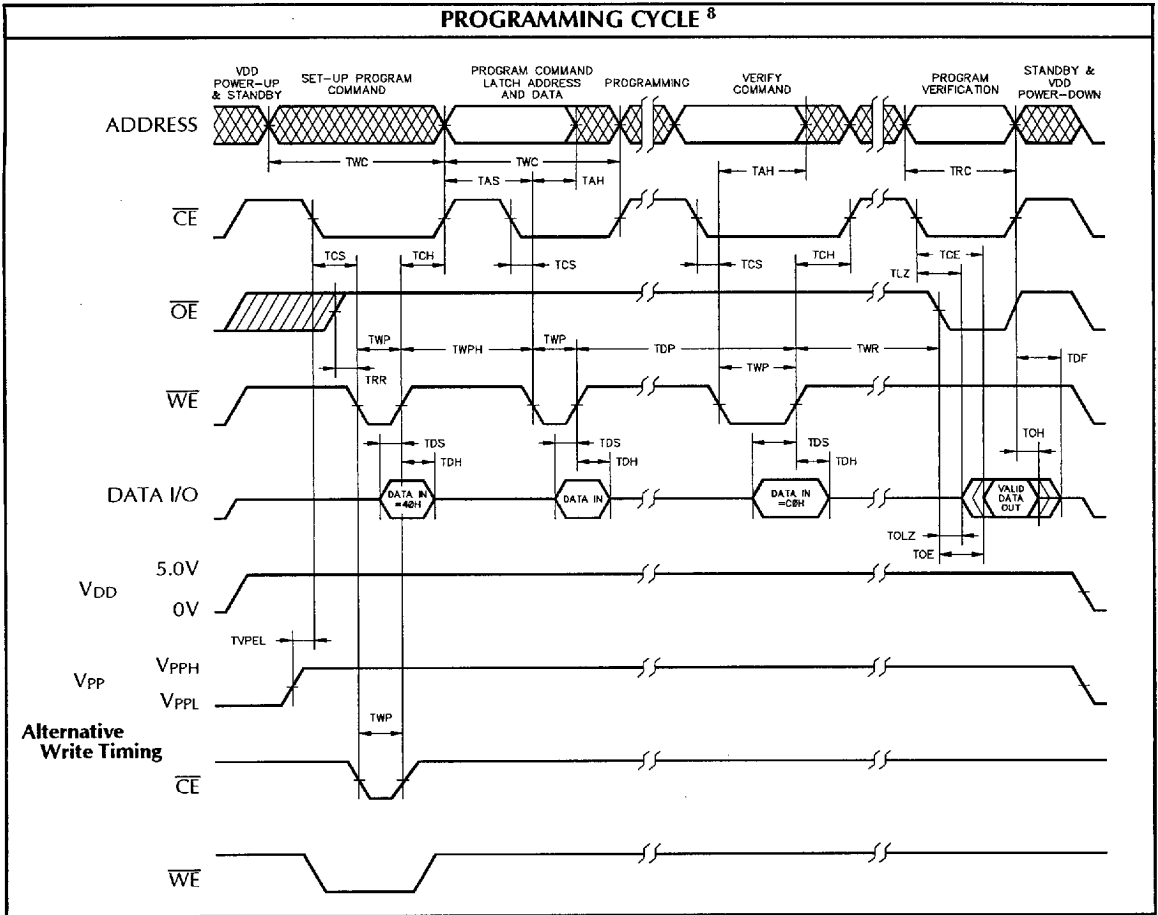 PROGRAMMING CYCLE 8
VDD
POWER-UP
& STANDBY
SET-UP PROGRAM
COMMAND
PROGRAM COMMAND
LATCH ADDRESS
AND DATA
PROGRAMMING
VERIFY
COMMAND
PROGRAM
VERIFICATION
STANDBY &
VDD
POWER-DOWN
ADDRESS
TWC
TWC
TAS
TAH
TAH
TRC
CE
TCS
TCH
TCS
TCS
TCH
TCE
TLZ
OE
TWP
TWPH
TWP
TDP
TWR
TRR
TWP
TDF
WE
TDS
TDH
TDS
TDH
TDS
TDH
TOH
DATA I/O
DATA IN
=40H
DATA IN
DATA IN
=C0H
VALID
DATA
OUT
TOLZ
TOE
VDD
5.0V
0V
TVPEL
VPP
VPPH
VPPL
Alternative
Write Timing
TWP
CE
WE